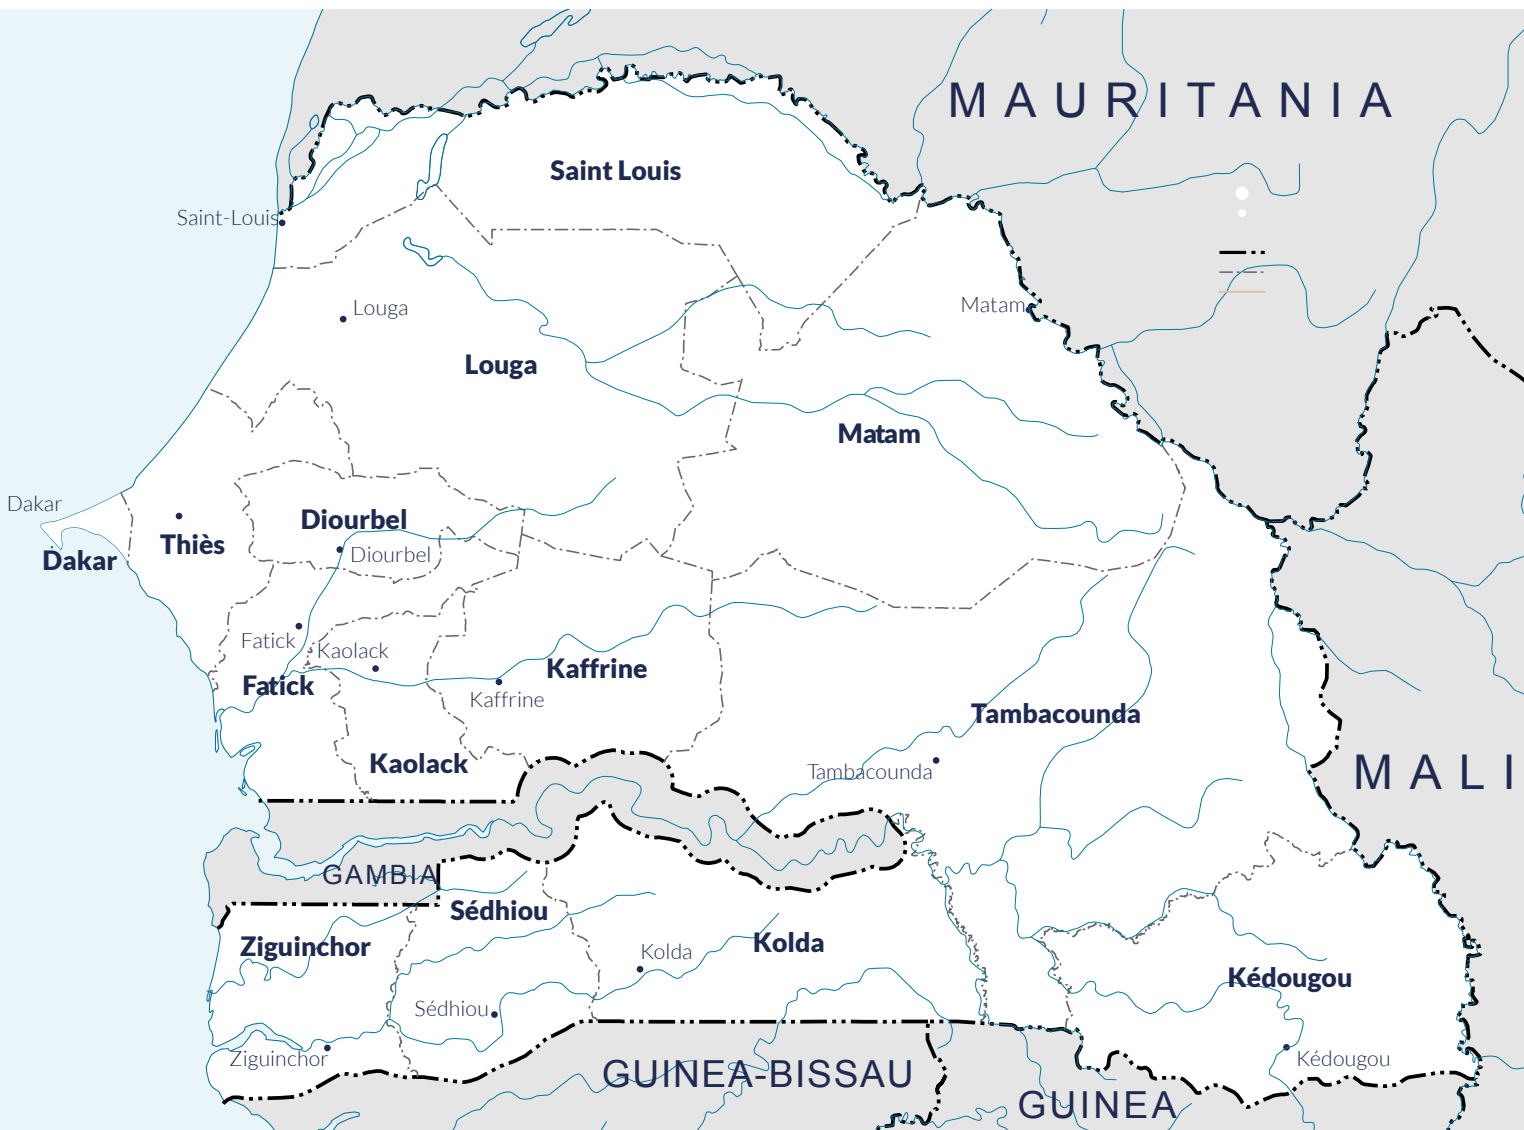 MAURITANIA
Saint Louis
Saint-Louis
Louga
Matam
Louga
Matam
Dakar
Diourbel
Thiès
Dakar
Diourbel
Fatick
Kaolack
Kaffrine
Fatick
Kaffrine
Tambacounda
Kaolack
Tambacounda
MALI
GAMBIA
Sédhiou
Ziguinchor
Kolda
Kolda
Kédougou
Sédhiou
Ziguinchor
Kédougou
GUINEA-BISSAU
GUINEA